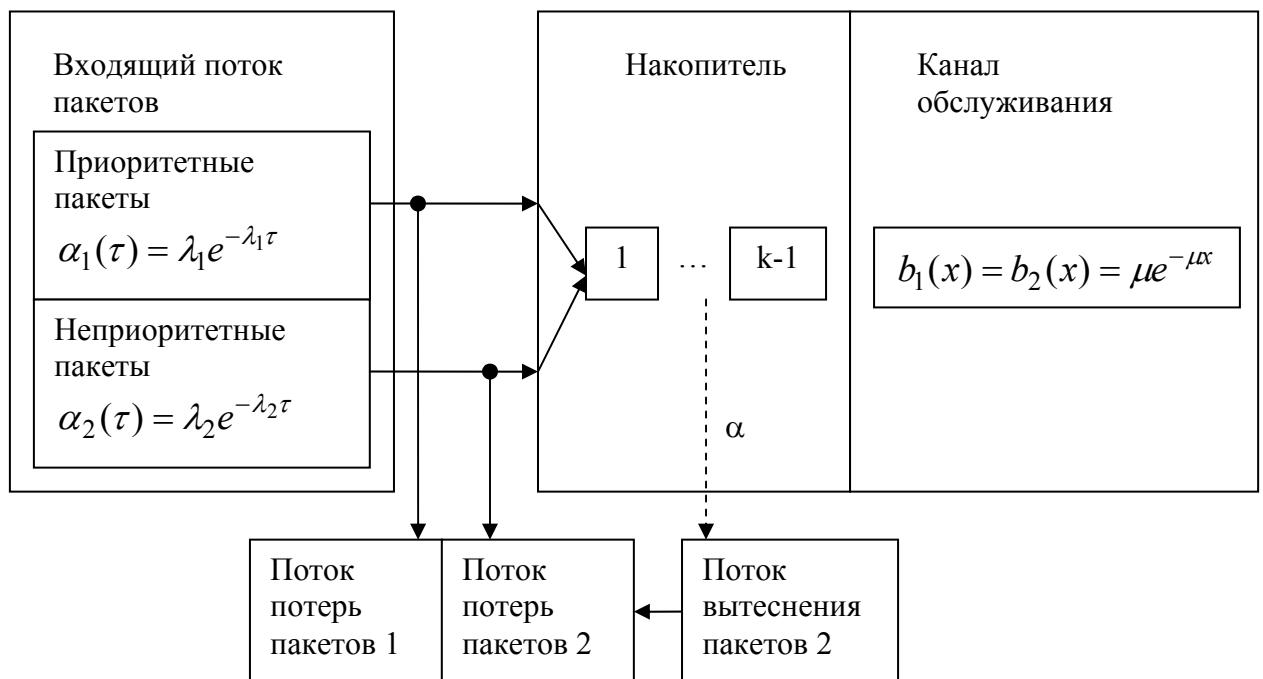 Входящий поток
пакетов
Приоритетные
пакеты
α₁(τ) = λ₁e^{-λ₁τ}
Неприоритетные
пакеты
α₂(τ) = λ₂e^{-λ₂τ}
Накопитель
1 … k-1
α
Канал
обслуживания
b₁(x) = b₂(x) = μe^{-μx}
Поток
потерь
пакетов 1
Поток
потерь
пакетов 2
Поток
вытеснения
пакетов 2